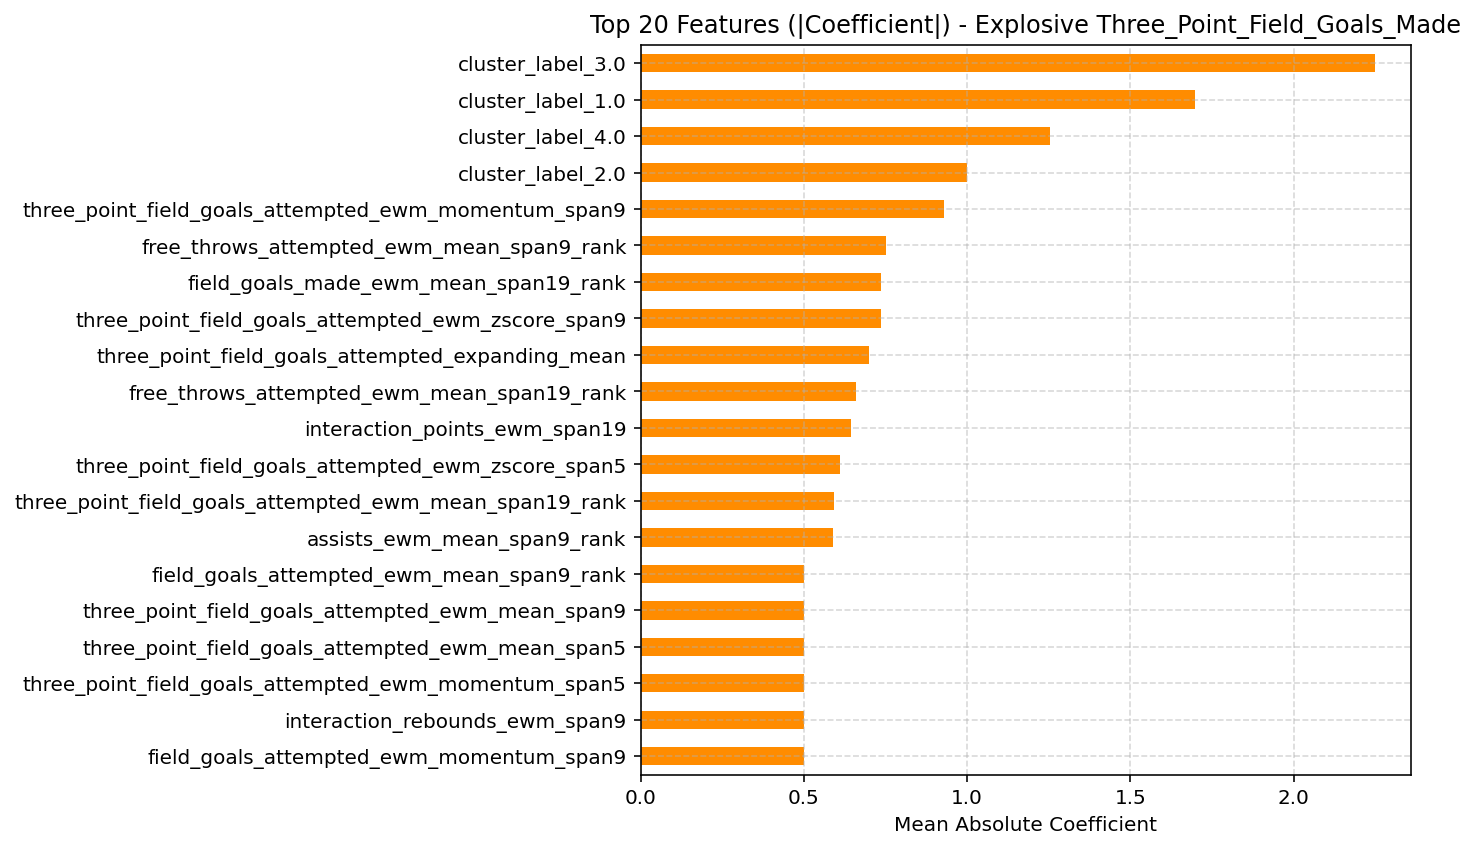 Top 20 Features (|Coefficient|) - Explosive Three_Point_Field_Goals_Made
cluster_label_3.0
cluster_label_1.0
cluster_label_4.0
cluster_label_2.0
three_point_field_goals_attempted_ewm_momentum_span9
free_throws_attempted_ewm_mean_span9_rank
field_goals_made_ewm_mean_span19_rank
three_point_field_goals_attempted_ewm_zscore_span9
three_point_field_goals_attempted_expanding_mean
free_throws_attempted_ewm_mean_span19_rank
interaction_points_ewm_span19
three_point_field_goals_attempted_ewm_zscore_span5
three_point_field_goals_attempted_ewm_mean_span19_rank
assists_ewm_mean_span9_rank
field_goals_attempted_ewm_mean_span9_rank
three_point_field_goals_attempted_ewm_mean_span9
three_point_field_goals_attempted_ewm_mean_span5
three_point_field_goals_attempted_ewm_momentum_span5
interaction_rebounds_ewm_span9
field_goals_attempted_ewm_momentum_span9
0.0 0.5 1.0 1.5 2.0
Mean Absolute Coefficient